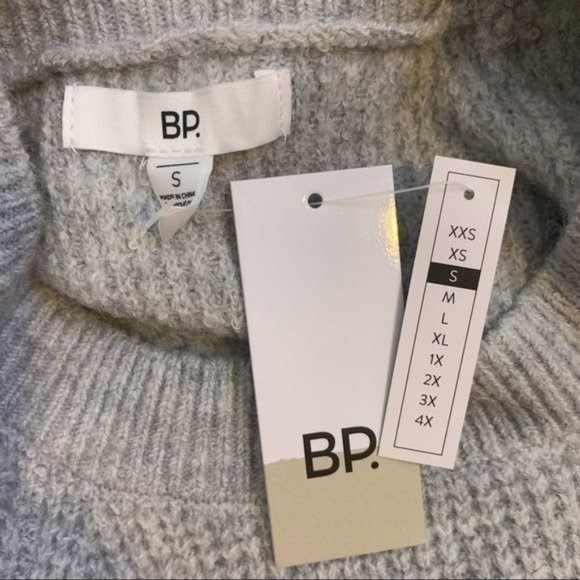 BP.
S
MADE IN CHINA
BP.
XXS
XS
S
M
L
XL
1X
2X
3X
4X